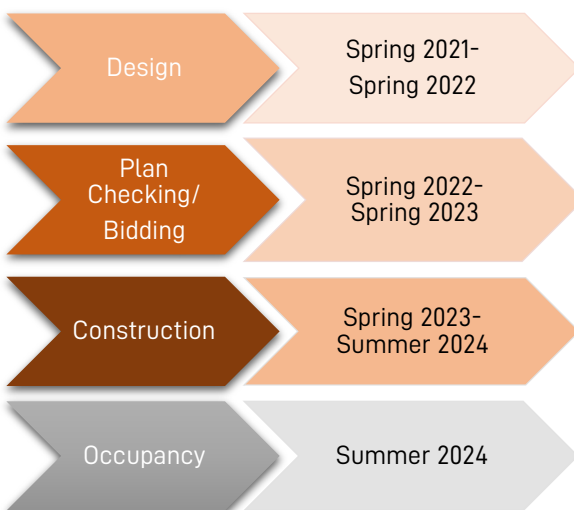 Design
Spring 2021-
Spring 2022
Plan
Checking/
Bidding
Spring 2022-
Spring 2023
Construction
Spring 2023-
Summer 2024
Occupancy
Summer 2024